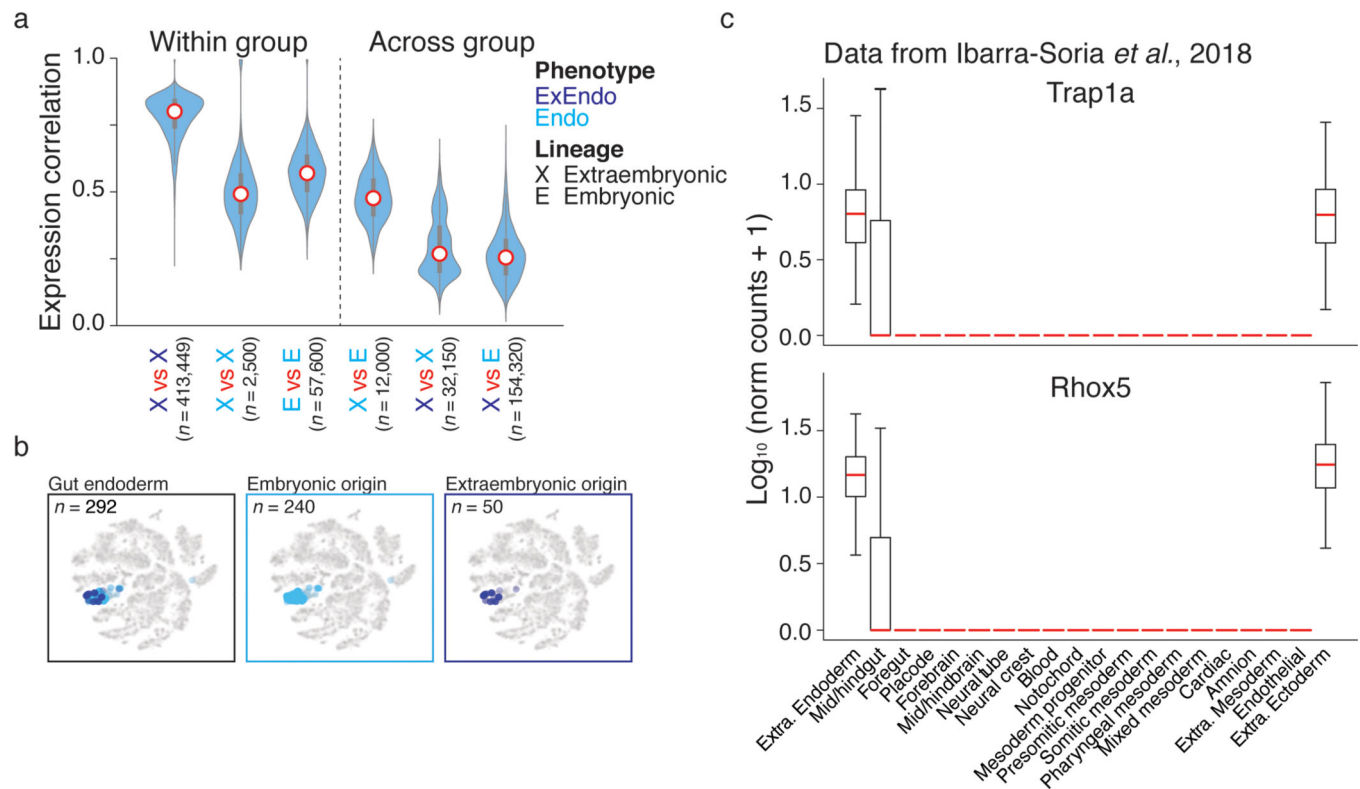 a
Within group
Across group
Expression correlation
1.0
0.5
0.0
Phenotype
ExEndo
Endo
Lineage
X Extraembryonic
E Embryonic
X vs X
(n = 413,449)
X vs X
(n = 2,500)
E vs E
(n = 57,600)
X vs E
(n = 12,000)
X vs X
(n = 32,150)
X vs E
(n = 154,320)
b
Gut endoderm
n = 292
Embryonic origin
n = 240
Extraembryonic origin
n = 50
c
Data from Ibarra-Soria et al., 2018
Trap1a
1.5
1.0
0.5
0.0
Log₁₀ (norm counts + 1)
Rhox5
1.5
1.0
0.5
0.0
Extra. Endoderm
Mid/hindgut
Foregut
Placode
Forebrain
Mid/hindbrain
Neural tube
Neural crest
Blood
Notochord
Mesoderm progenitor
Presomitic mesoderm
Somitic mesoderm
Pharyngeal mesoderm
Mixed mesoderm
Cardiac
Amnion
Extra. Mesoderm
Endothelial
Extra. Ectoderm